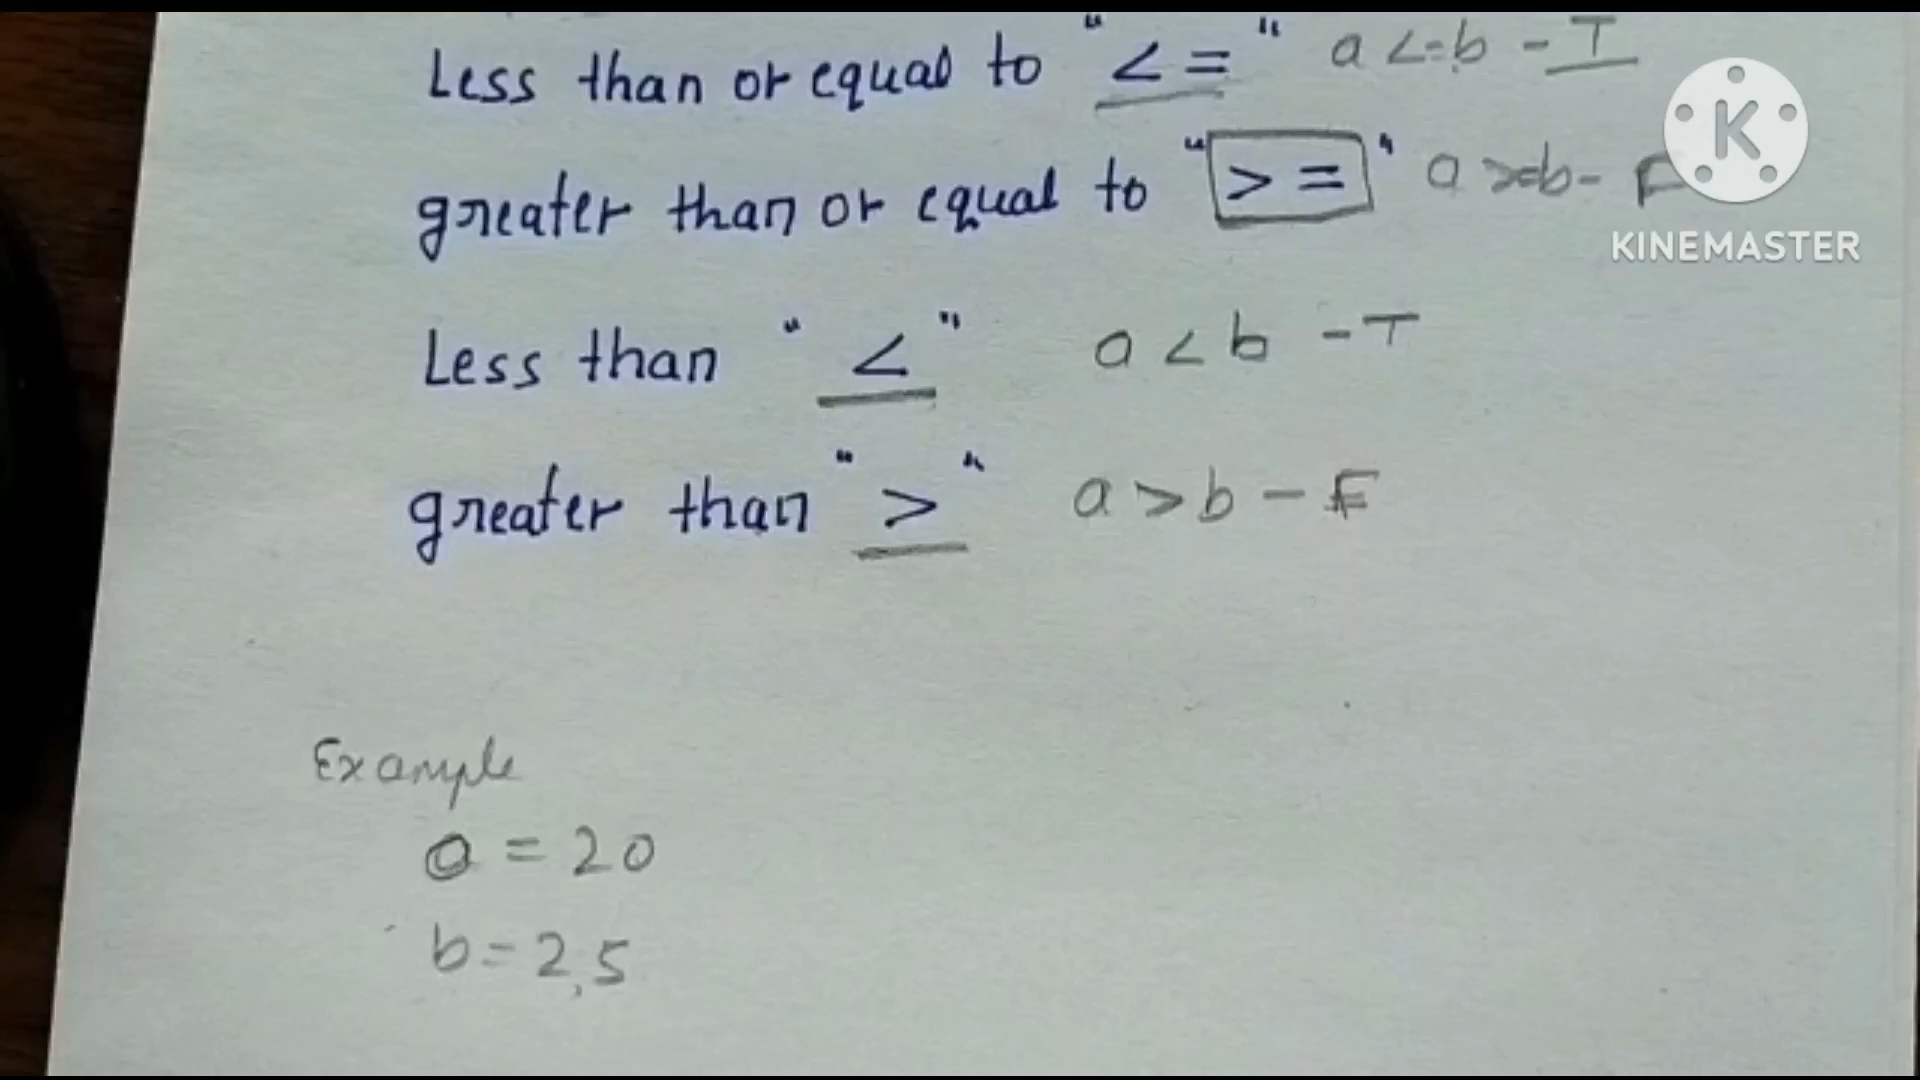 Less than or equal to "<=" a<=b - T
greater than or equal to ">=" a>=b - F
K
KINEMASTER
Less than "<" a<b - T
greater than ">" a>b - F
Example
a = 20
b = 25